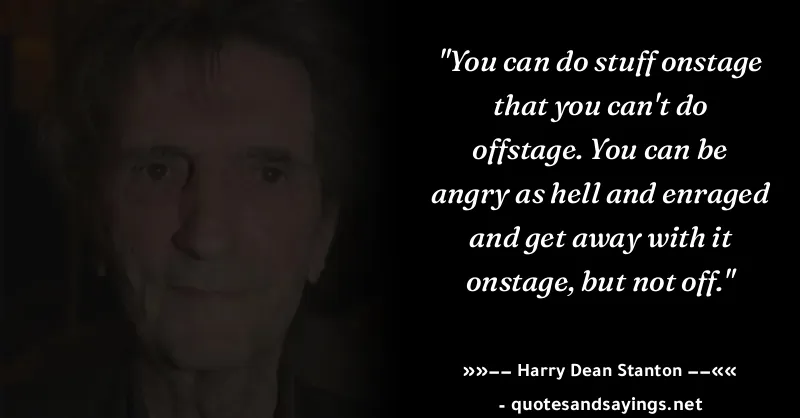 "You can do stuff onstage
that you can't do
offstage. You can be
angry as hell and enraged
and get away with it
onstage, but not off."
»»–– Harry Dean Stanton ––««
- quotesandsayings.net